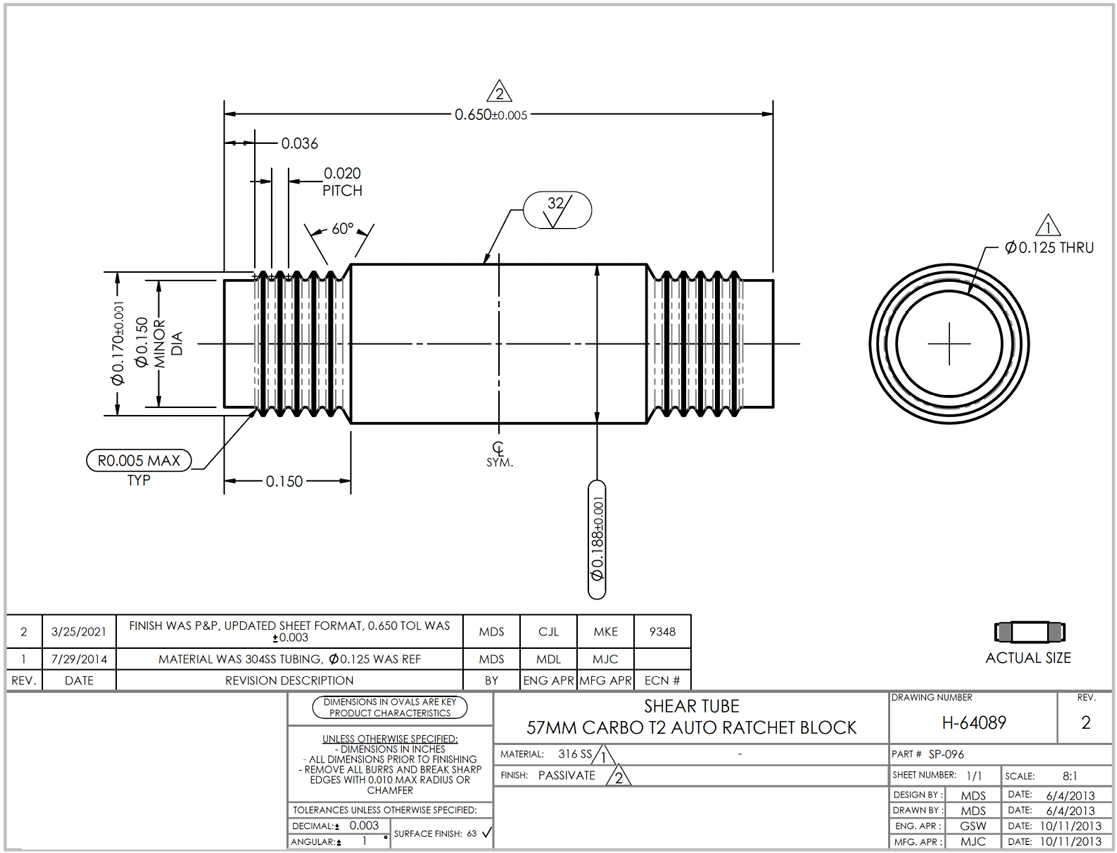 2
0.650±0.005
0.036
0.020
PITCH
60°
32
1
Ø0.125 THRU
Ø0.170±0.001
Ø0.150
MINOR
DIA
R0.005 MAX
TYP
0.150
℄
SYM.
Ø0.188±0.001
ACTUAL SIZE
2 3/25/2021 FINISH WAS P&P, UPDATED SHEET FORMAT, 0.650 TOL WAS MDS CJL MKE 9348
±0.003
1 7/29/2014 MATERIAL WAS 304SS TUBING, Ø0.125 WAS REF MDS MDL MJC
REV. DATE REVISION DESCRIPTION BY ENG APR MFG APR ECN #
DIMENSIONS IN OVALS ARE KEY
PRODUCT CHARACTERISTICS
UNLESS OTHERWISE SPECIFIED:
- DIMENSIONS IN INCHES
- ALL DIMENSIONS PRIOR TO FINISHING
- REMOVE ALL BURRS AND BREAK SHARP
EDGES WITH 0.010 MAX RADIUS OR
CHAMFER
TOLERANCES UNLESS OTHERWISE SPECIFIED:
DECIMAL:± 0.003
ANGULAR:± 1 °
SURFACE FINISH: 63
SHEAR TUBE
57MM CARBO T2 AUTO RATCHET BLOCK
MATERIAL: 316 SS 1 -
FINISH: PASSIVATE 2
DRAWING NUMBER
H-64089
REV.
2
PART # SP-096
SHEET NUMBER: 1/1 SCALE: 8:1
DESIGN BY : MDS DATE: 6/4/2013
DRAWN BY : MDS DATE: 6/4/2013
ENG. APR : GSW DATE: 10/11/2013
MFG. APR : MJC DATE: 10/11/2013